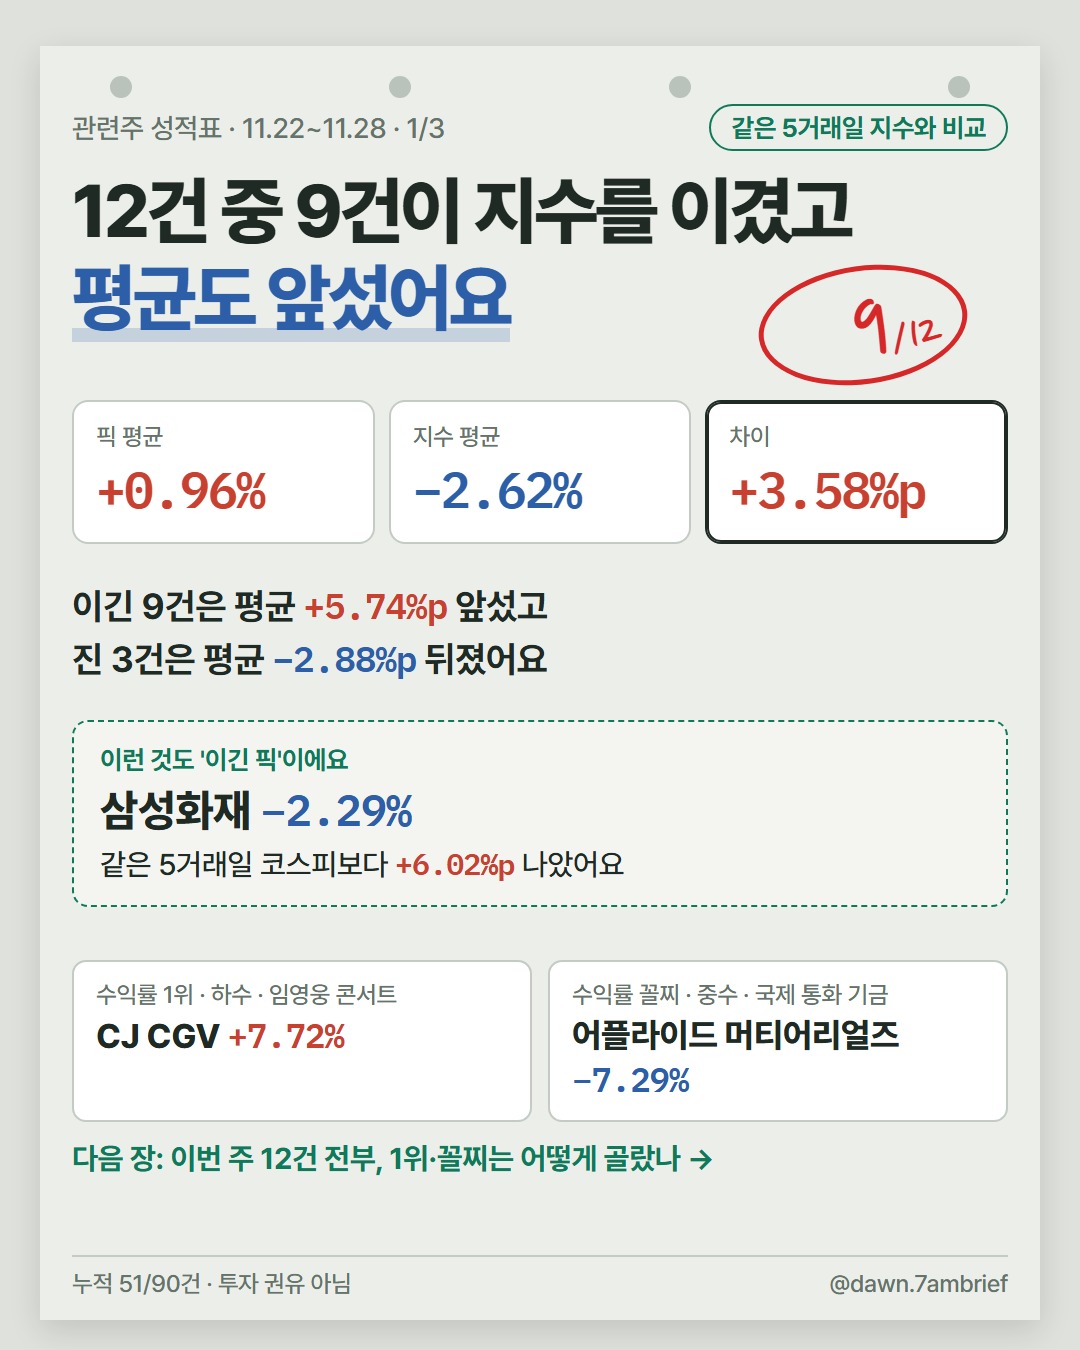 관련주 성적표 · 11.22~11.28 · 1/3
같은 5거래일 지수와 비교
12건 중 9건이 지수를 이겼고
평균도 앞섰어요
9/12
픽 평균
+0.96%
지수 평균
−2.62%
차이
+3.58%p
이긴 9건은 평균 +5.74%p 앞섰고
진 3건은 평균 −2.88%p 뒤졌어요
이런 것도 '이긴 픽'이에요
삼성화재 −2.29%
같은 5거래일 코스피보다 +6.02%p 나았어요
수익률 1위 · 하수 · 임영웅 콘서트
CJ CGV +7.72%
수익률 꼴찌 · 중수 · 국제 통화 기금
어플라이드 머티어리얼즈
−7.29%
다음 장: 이번 주 12건 전부, 1위·꼴찌는 어떻게 골랐나 →
누적 51/90건 · 투자 권유 아님
@dawn.7ambrief